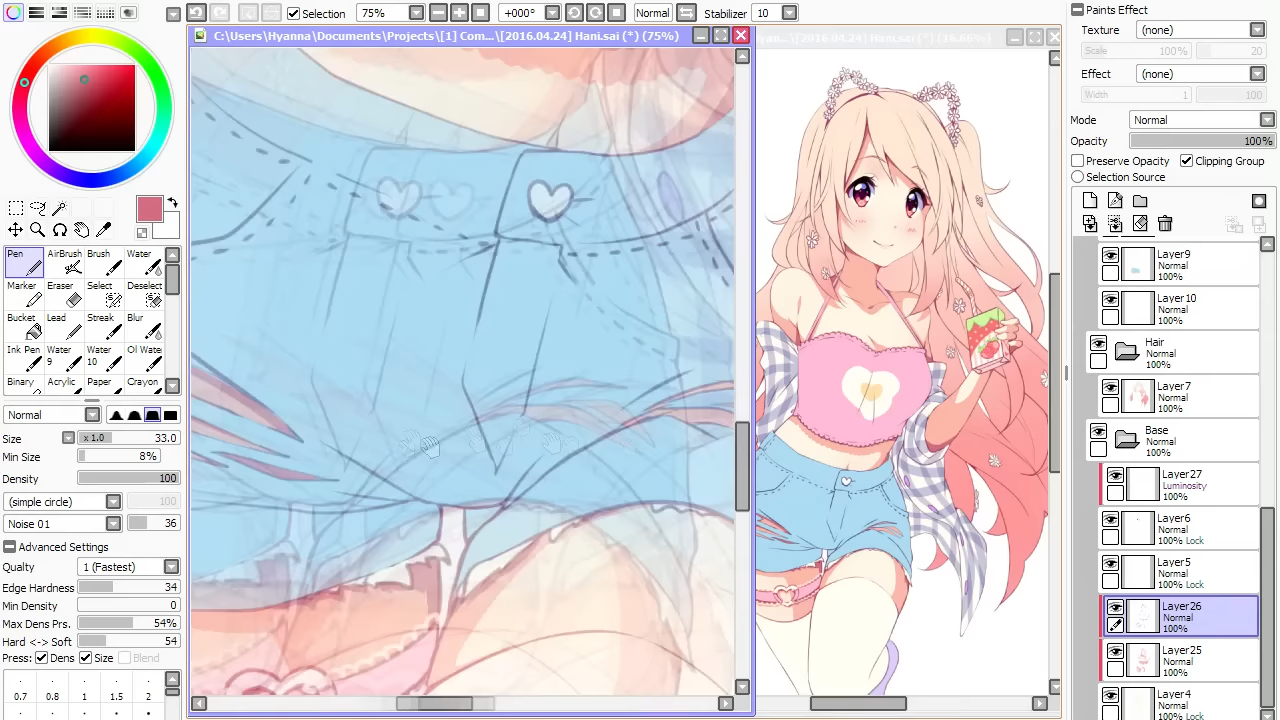 Selection 75% +000° Normal Stabilizer 10
C:\Users\Hyanna\Documents\Projects\[1] Com...\[2016.04.24] Hani.sai (*) (75%)
Pen AirBrush Brush Water
Marker Eraser Select Deselect
Bucket Lead Streak Blur
Ink Pen Water 9 Water 10 Oil Water
Binary Acrylic Paper Crayon
Normal
Size x 1.0 33.0
Min Size 8%
Density 100
(simple circle) 100
Noise 01 36
Advanced Settings
Quality 1 (Fastest)
Edge Hardness 34
Min Density 0
Max Dens Prs. 54%
Hard <-> Soft 54
Press: Dens Size Blend
0.7 0.8 1 1.5 2
Paints Effect
Texture (none)
Scale 100% 20
Effect (none)
Width 1 100
Mode Normal
Opacity 100%
Preserve Opacity Clipping Group
Selection Source
Layer9
Normal
100%
Layer10
Normal
100%
Hair
Normal
100%
Layer7
Normal
100%
Base
Normal
100%
Layer27
Luminosity
100%
Layer6
Normal
100% Lock
Layer5
Normal
100% Lock
Layer26
Normal
100%
Layer25
Normal
100%
Normal